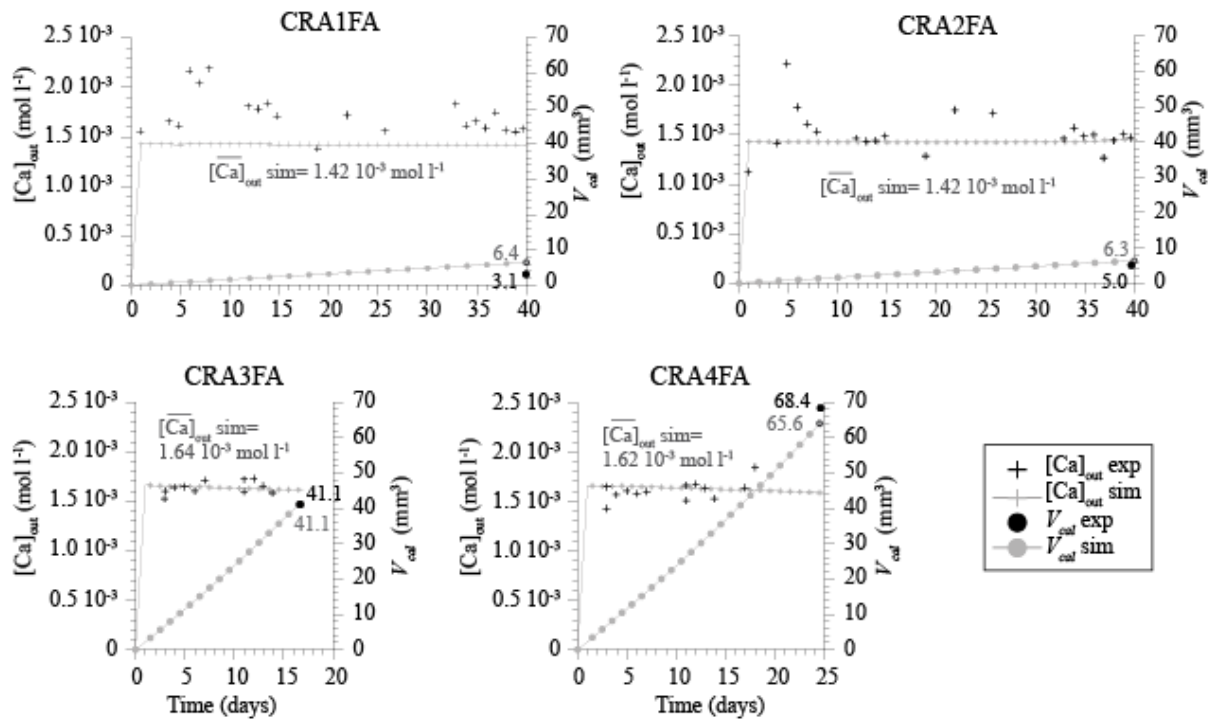 CRA1FA
2.5 10⁻³
2.0 10⁻³
1.5 10⁻³
1.0 10⁻³
0.5 10⁻³
0
[Ca]out (mol l⁻¹)
[Ca]out sim= 1.42 10⁻³ mol l⁻¹
6.4
3.1
70
60
50
40
30
20
10
0
Vcal (mm³)
0 5 10 15 20 25 30 35 40
CRA2FA
2.5 10⁻³
2.0 10⁻³
1.5 10⁻³
1.0 10⁻³
0.5 10⁻³
0
[Ca]out (mol l⁻¹)
[Ca]out sim= 1.42 10⁻³ mol l⁻¹
6.3
5.0
70
60
50
40
30
20
10
0
Vcal (mm³)
0 5 10 15 20 25 30 35 40
CRA3FA
2.5 10⁻³
2.0 10⁻³
1.5 10⁻³
1.0 10⁻³
0.5 10⁻³
0
[Ca]out (mol l⁻¹)
[Ca]out sim=
1.64 10⁻³ mol l⁻¹
41.1
41.1
70
60
50
40
30
20
10
0
Vcal (mm³)
0 5 10 15 20
Time (days)
CRA4FA
2.5 10⁻³
2.0 10⁻³
1.5 10⁻³
1.0 10⁻³
0.5 10⁻³
0
[Ca]out (mol l⁻¹)
[Ca]out sim=
1.62 10⁻³ mol l⁻¹
68.4
65.6
70
60
50
40
30
20
10
0
Vcal (mm³)
0 5 10 15 20 25
Time (days)
[Ca]out exp
[Ca]out sim
Vcal exp
Vcal sim